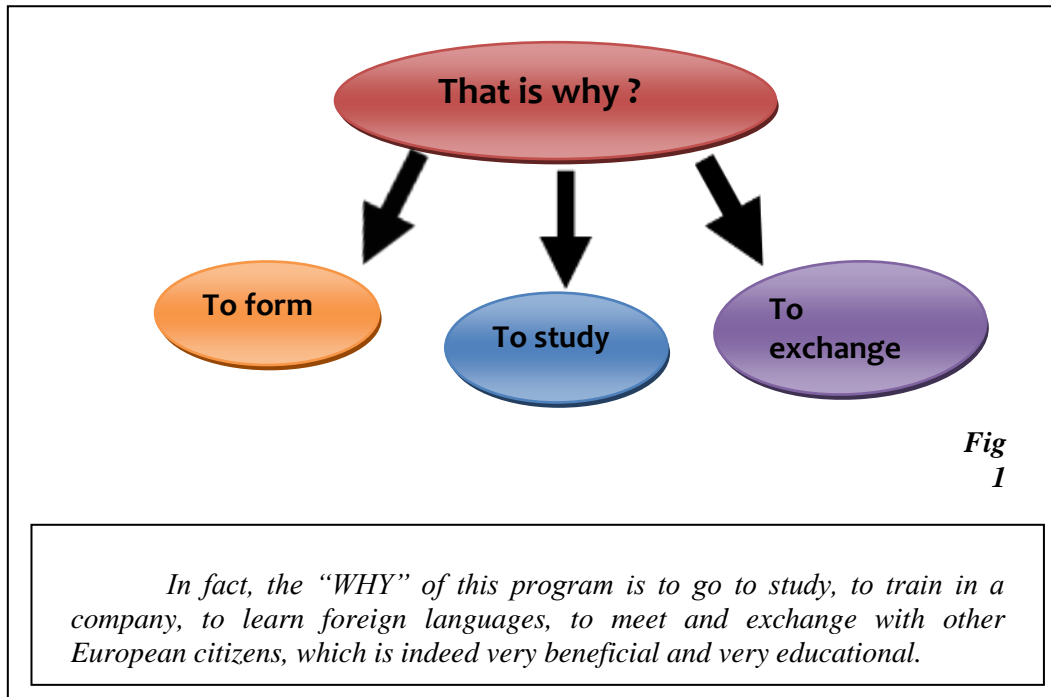 That is why ?
To form
To study
To
exchange
Fig
1
In fact, the “WHY” of this program is to go to study, to train in a
company, to learn foreign languages, to meet and exchange with other
European citizens, which is indeed very beneficial and very educational.